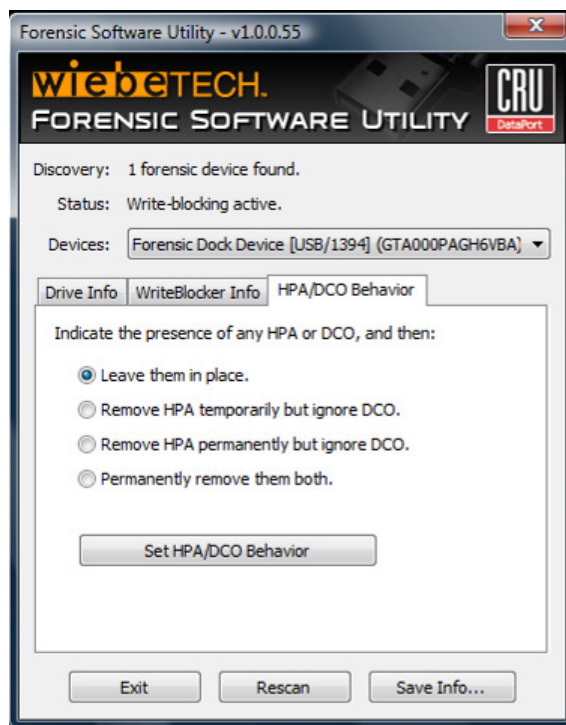 Forensic Software Utility - v1.0.0.55
wiebeTECH.
FORENSIC SOFTWARE UTILITY
CRU
DataPort
Discovery: 1 forensic device found.
Status: Write-blocking active.
Devices: Forensic Dock Device [USB/1394] (GTA000PAGH6VBA)
Drive Info WriteBlocker Info HPA/DCO Behavior
Indicate the presence of any HPA or DCO, and then:
Leave them in place.
Remove HPA temporarily but ignore DCO.
Remove HPA permanently but ignore DCO.
Permanently remove them both.
Set HPA/DCO Behavior
Exit Rescan Save Info...